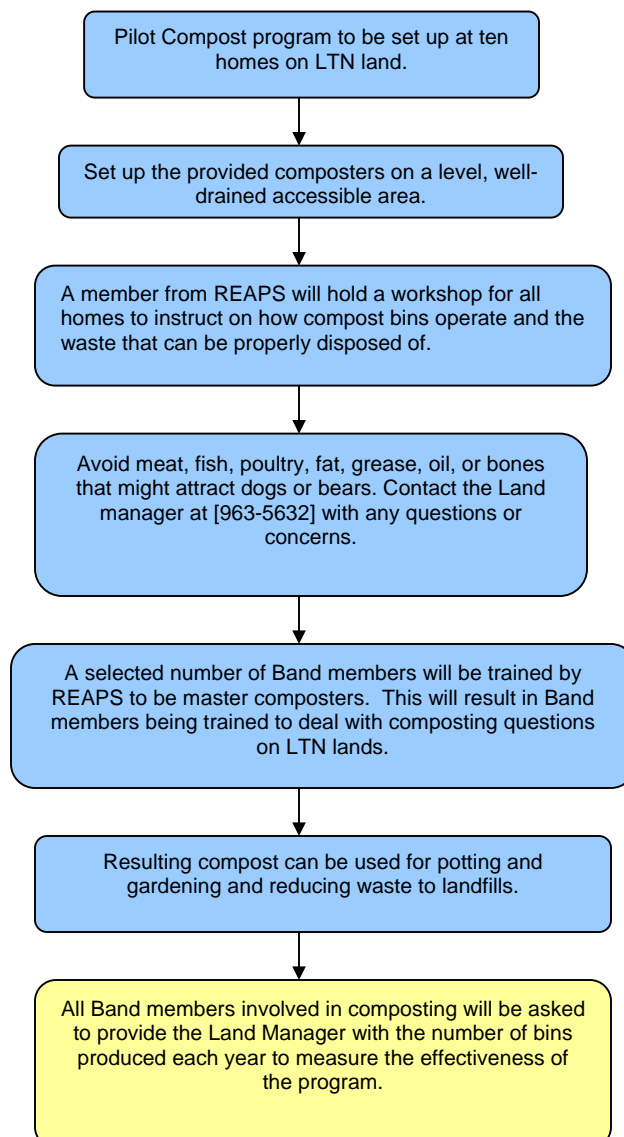 Pilot Compost program to be set up at ten
homes on LTN land.
Set up the provided composters on a level, well-
drained accessible area.
A member from REAPS will hold a workshop for all
homes to instruct on how compost bins operate and the
waste that can be properly disposed of.
Avoid meat, fish, poultry, fat, grease, oil, or bones
that might attract dogs or bears. Contact the Land
manager at [963-5632] with any questions or
concerns.
A selected number of Band members will be trained by
REAPS to be master composters.  This will result in Band
members being trained to deal with composting questions
on LTN lands.
Resulting compost can be used for potting and
gardening and reducing waste to landfills.
All Band members involved in composting will be asked
to provide the Land Manager with the number of bins
produced each year to measure the effectiveness of
the program.